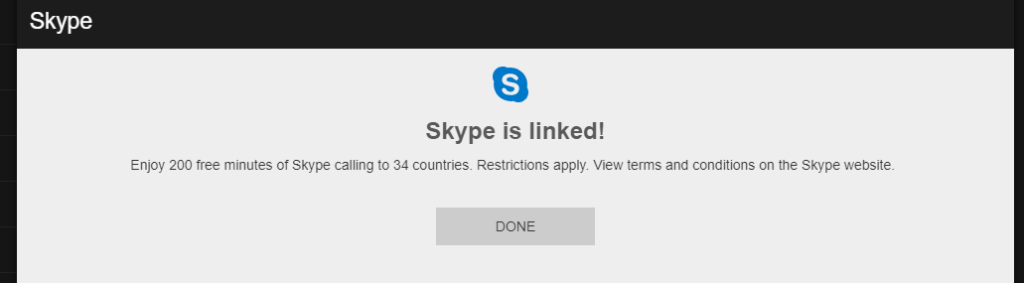 Skype
S
Skype is linked!
Enjoy 200 free minutes of Skype calling to 34 countries. Restrictions apply. View terms and conditions on the Skype website.
DONE